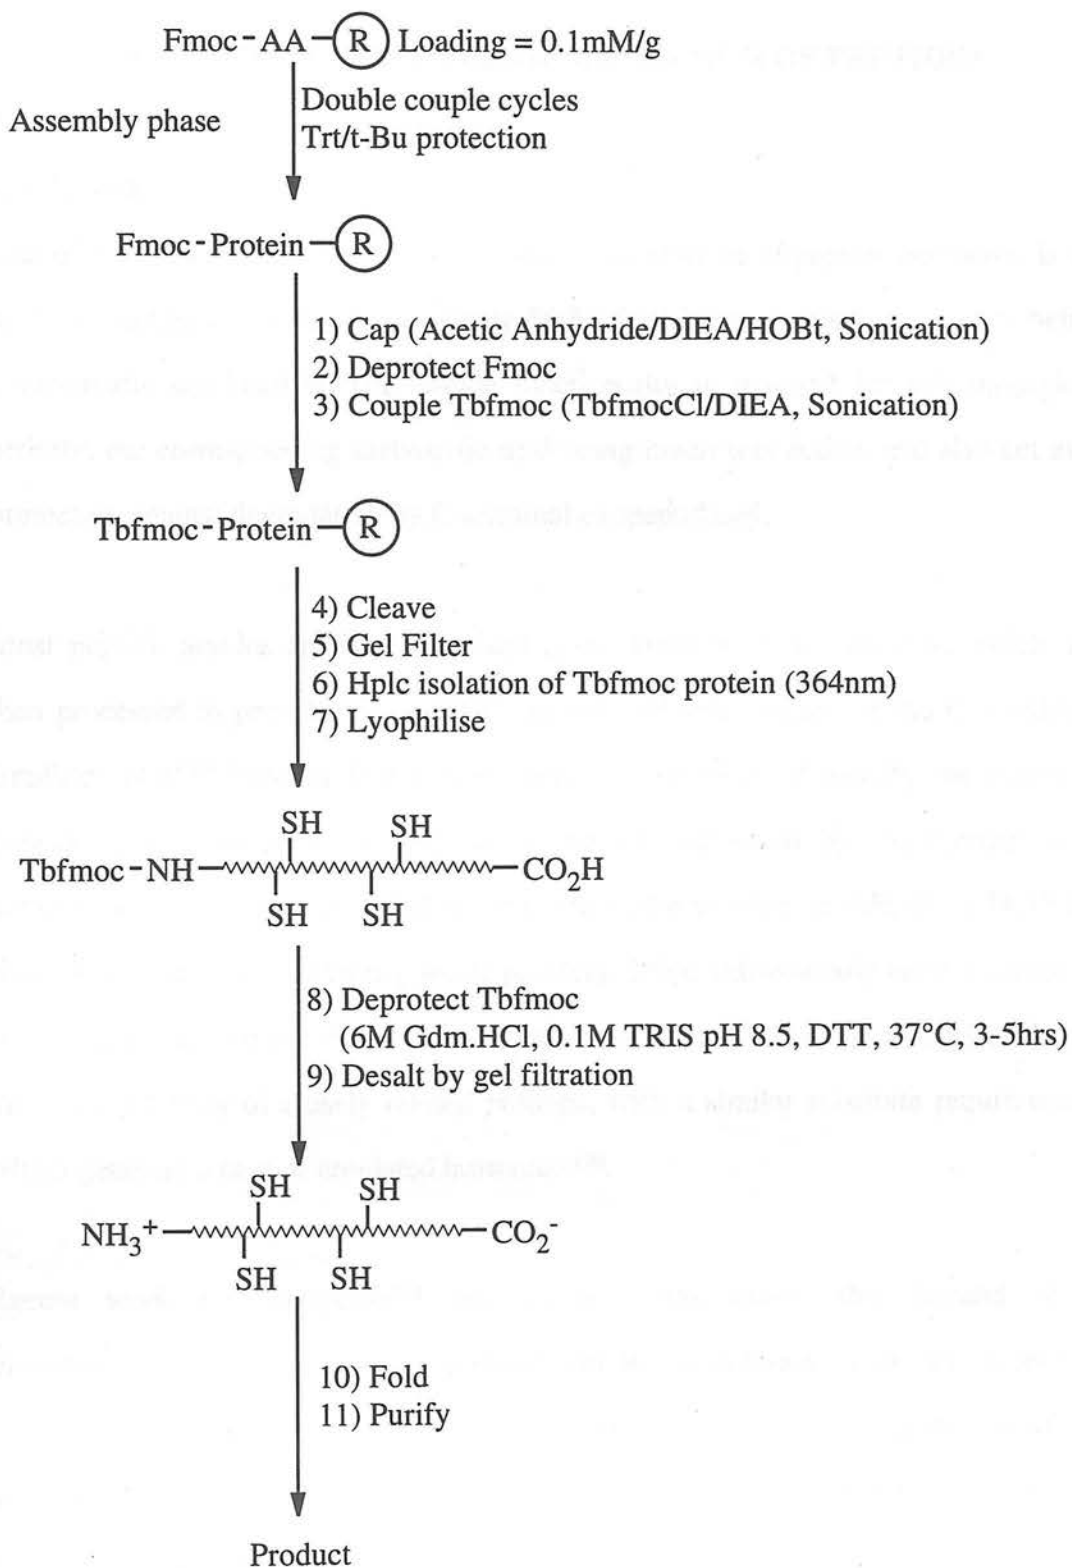 Fmoc-AA-R Loading = 0.1mM/g
Assembly phase
Double couple cycles
Trt/t-Bu protection
Fmoc-Protein-R
1) Cap (Acetic Anhydride/DIEA/HOBt, Sonication)
2) Deprotect Fmoc
3) Couple Tbfmoc (TbfmocCl/DIEA, Sonication)
Tbfmoc-Protein-R
4) Cleave
5) Gel Filter
6) Hplc isolation of Tbfmoc protein (364nm)
7) Lyophilise
SH SH
Tbfmoc-NH CO₂H
SH SH
8) Deprotect Tbfmoc
(6M Gdm.HCl, 0.1M TRIS pH 8.5, DTT, 37°C, 3-5hrs)
9) Desalt by gel filtration
SH SH
NH₃⁺ CO₂⁻
SH SH
10) Fold
11) Purify
Product